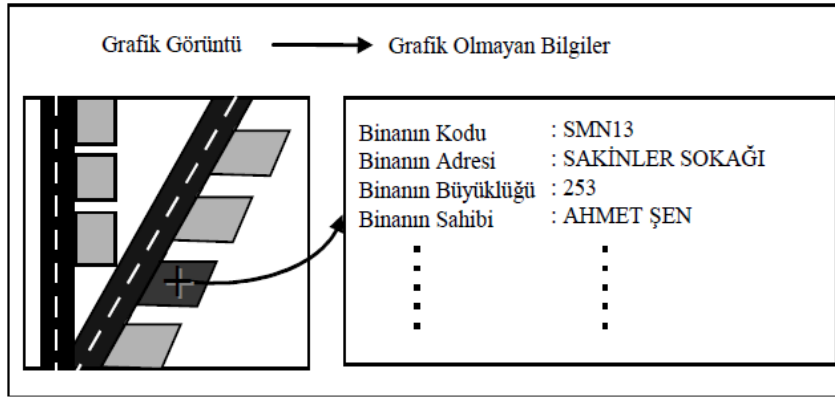 Grafik Görüntü Grafik Olmayan Bilgiler
Binanın Kodu : SMN13
Binanın Adresi : SAKİNLER SOKAĞI
Binanın Büyüklüğü : 253
Binanın Sahibi : AHMET ŞEN